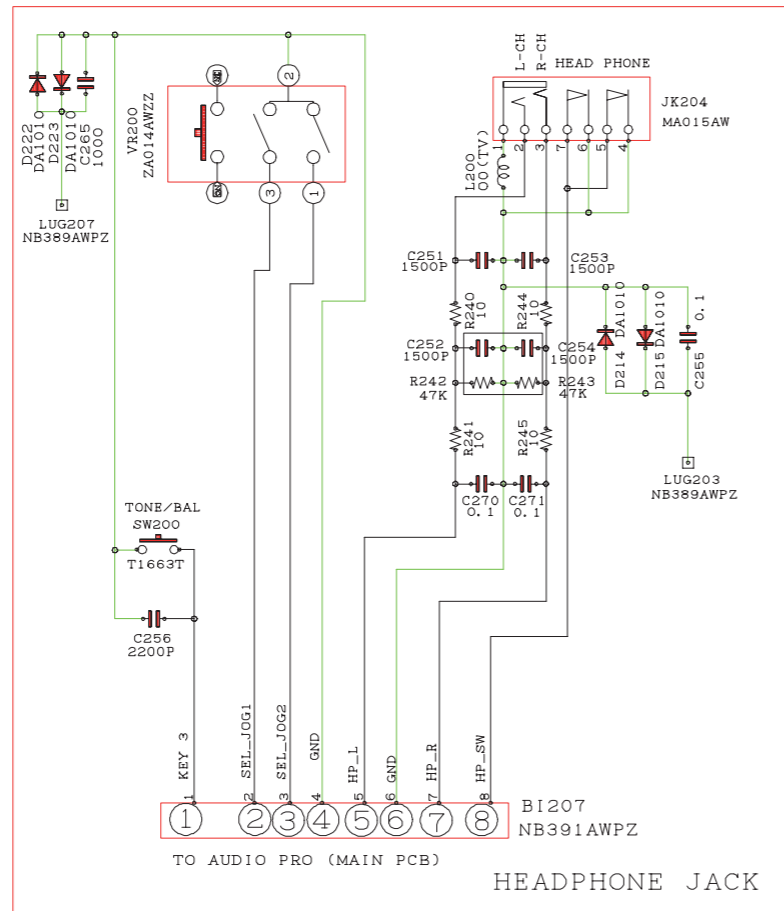 D222
DA1010
D223
DA1010
C265
1000
LUG207
NB389AWPZ
VR200
ZA014AWZZ
2
3
1
L-CH
R-CH
HEAD PHONE
JK204
MA015AW
1
2
3
7
6
5
4
L200
00(TV)
C251
1500P
C253
1500P
R240
10
R244
10
C252
1500P
C254
1500P
R242
47K
R243
47K
R241
10
R245
10
C270
0.1
C271
0.1
D214
DA1010
D215
DA1010
C255
0.1
LUG203
NB389AWPZ
TONE/BAL
SW200
T1663T
C256
2200P
KEY 3
SEL_JOG1
SEL_JOG2
GND
HP_L
GND
HP_R
HP_SW
1
2
3
4
5
6
7
8
1
2
3
4
5
6
7
8
BI207
NB391AWPZ
TO AUDIO PRO (MAIN PCB)
HEADPHONE JACK